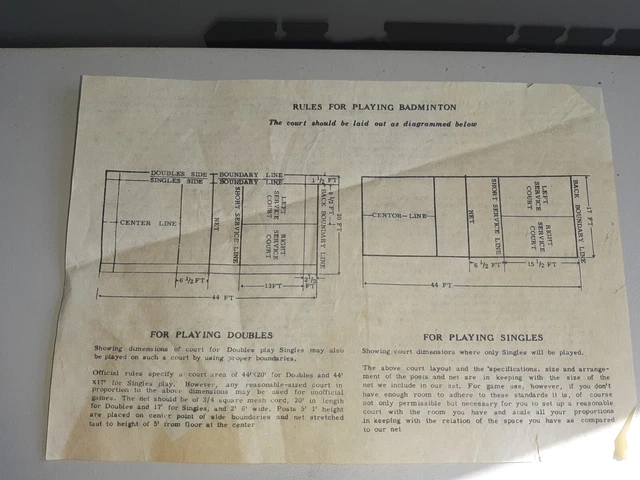 RULES FOR PLAYING BADMINTON
The court should be laid out as diagrammed below
DOUBLES SIDE BOUNDARY LINE
SINGLES SIDE BOUNDARY LINE
1 1/2 FT
CENTER LINE
NET
SHORT SERVICE LINE
LEFT SERVICE COURT
RIGHT SERVICE COURT
BACK BOUNDARY LINE
20 FT
6 1/2 FT
13FT
2 1/2 FT
44 FT
CENTOR LINE
NET
SHORT SERVICE LINE
LEFT SERVICE COURT
RIGHT SERVICE COURT
BACK BOUNDARY LINE
17 FT
6 1/2 FT
15 1/2 FT
44 FT
FOR PLAYING DOUBLES
Showing dimensions of court for Doubles play Singles may also
be played on such a court by using proper boundaries.
Official rules specify a court area of 44'X20' for Doubles and 44'
X17' for Singles play. However, any reasonable-sized court in
proportion to the above dimensions may be used for unofficial
games. The net should be of 3/4 square mesh cord, 20' in length
for Doubles and 17' for Singles, and 2' 6" wide. Posts 5' 1" height
are placed on center point of wide boundaries and net stretched
taut to height of 5' from floor at the center
FOR PLAYING SINGLES
Showing court dimensions where only Singles will be played.
The above court layout and the specifications, size and arrange-
ment of the posts and net are in keeping with the size of the
net we include in our set. For game use, however, if you don't
have enough room to adhere to these standards it is, of course
not only permissible but necessary for you to set up a reasonable
court with the room you have and scale all your proportions
in keeping with the relation of the space you have as compared
to our net